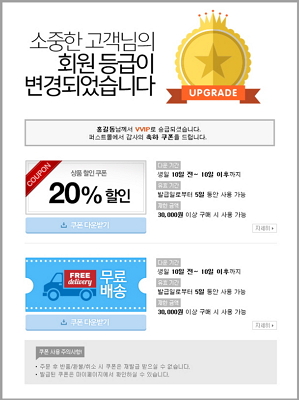 소중한 고객님의
회원 등급이
변경되었습니다
UPGRADE
홍길동님께서 VVIP로 승급되셨습니다.
퍼스트몰에서 감사의 축하 쿠폰을 드립니다.
COUPON
상품 할인 쿠폰
20% 할인
쿠폰 다운받기
다운 기간
생일 10일 전~ 10일 이후까지
유효 기간
발급일로부터 5일 동안 사용 가능
제한 금액
30,000원 이상 구매 시 사용 가능
자세히
FREE
delivery
무료
배송
쿠폰 다운받기
다운 기간
생일 10일 전~ 10일 이후까지
유효 기간
발급일로부터 5일 동안 사용 가능
제한 금액
30,000원 이상 구매 시 사용 가능
자세히
쿠폰 사용 주의사항!
• 주문 후 반품/환불/취소 시 쿠폰은 재발급 받으실 수 없습니다.
• 발급된 쿠폰은 마이페이지에서 확인하실 수 있습니다.